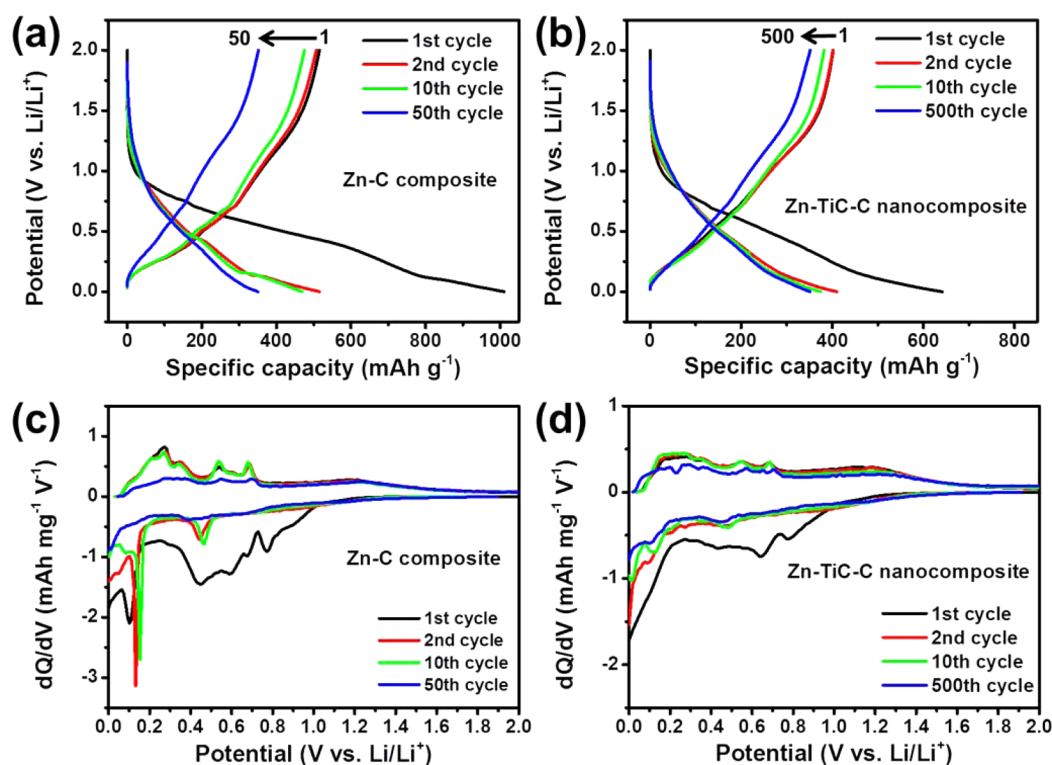 (a)
50 ← 1
1st cycle
2nd cycle
10th cycle
50th cycle
Zn-C composite
Potential (V vs. Li/Li⁺)
2.0
1.5
1.0
0.5
0.0
0 200 400 600 800 1000
Specific capacity (mAh g⁻¹)
(b)
500 ← 1
1st cycle
2nd cycle
10th cycle
500th cycle
Zn-TiC-C nanocomposite
Potential (V vs. Li/Li⁺)
2.0
1.5
1.0
0.5
0.0
0 200 400 600 800
Specific capacity (mAh g⁻¹)
(c)
dQ/dV (mAh mg⁻¹ V⁻¹)
1
0
-1
-2
-3
Zn-C composite
1st cycle
2nd cycle
10th cycle
50th cycle
0.0 0.2 0.4 0.6 0.8 1.0 1.2 1.4 1.6 1.8 2.0
Potential (V vs. Li/Li⁺)
(d)
dQ/dV (mAh mg⁻¹ V⁻¹)
1
0
-1
-2
Zn-TiC-C nanocomposite
1st cycle
2nd cycle
10th cycle
500th cycle
0.0 0.2 0.4 0.6 0.8 1.0 1.2 1.4 1.6 1.8 2.0
Potential (V vs. Li/Li⁺)